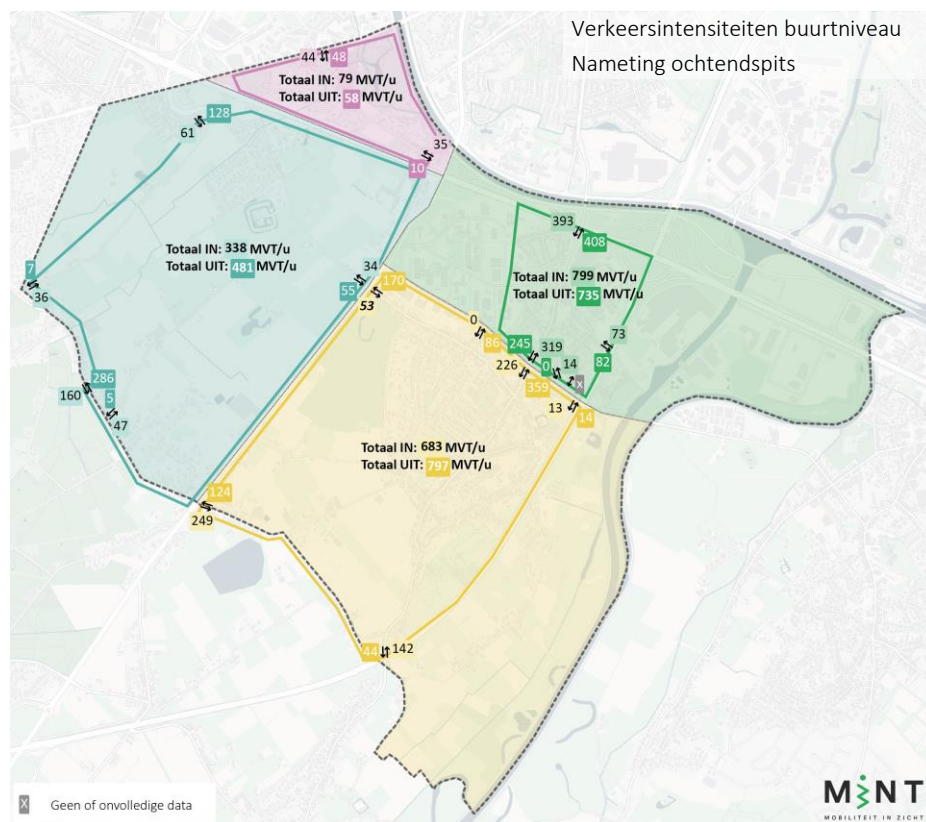 Verkeersintensiteiten buurtniveau
Nameting ochtendspits
44 48
Totaal IN: 79 MVT/u
Totaal UIT: 58 MVT/u
35
10
128
61
Totaal IN: 338 MVT/u
Totaal UIT: 481 MVT/u
7
36
34
55
286
160
5
47
393
408
Totaal IN: 799 MVT/u
Totaal UIT: 735 MVT/u
73
82
245
319
0
14
X
170
53
0
86
226
359
13
14
Totaal IN: 683 MVT/u
Totaal UIT: 797 MVT/u
124
249
44
142
X Geen of onvolledige data
MINT
MOBILITEIT IN ZICHT